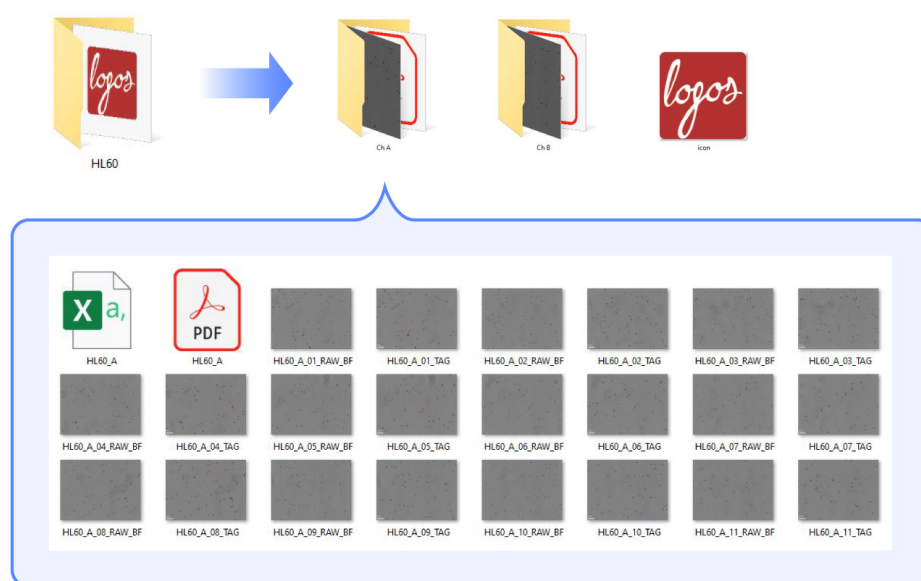 logos
logos
HL60
Ch A
Ch B
icon
X a,
PDF
HL60_A
HL60_A
HL60_A_01_RAW_BF
HL60_A_01_TAG
HL60_A_02_RAW_BF
HL60_A_02_TAG
HL60_A_03_RAW_BF
HL60_A_03_TAG
HL60_A_04_RAW_BF
HL60_A_04_TAG
HL60_A_05_RAW_BF
HL60_A_05_TAG
HL60_A_06_RAW_BF
HL60_A_06_TAG
HL60_A_07_RAW_BF
HL60_A_07_TAG
HL60_A_08_RAW_BF
HL60_A_08_TAG
HL60_A_09_RAW_BF
HL60_A_09_TAG
HL60_A_10_RAW_BF
HL60_A_10_TAG
HL60_A_11_RAW_BF
HL60_A_11_TAG